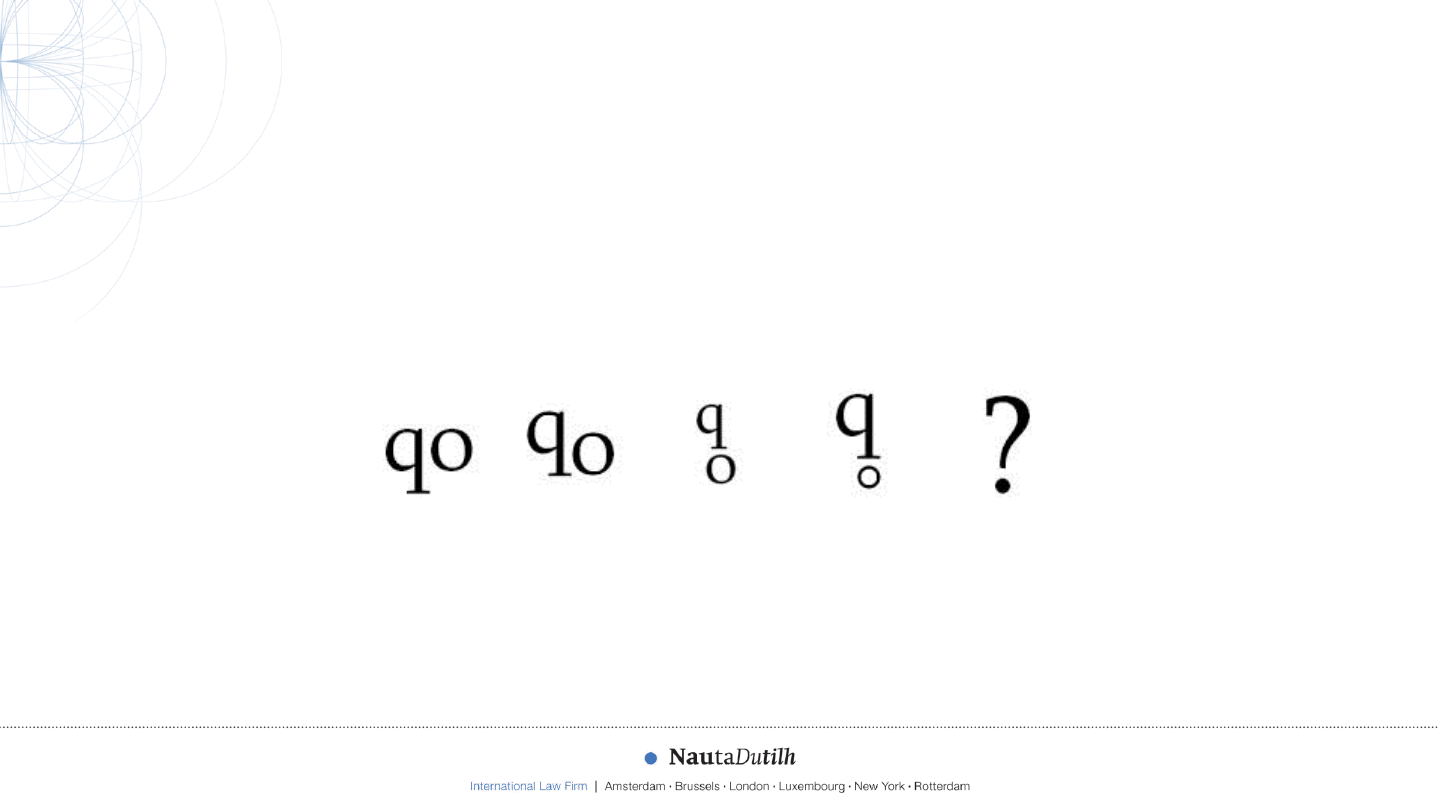 qo qo q o q o ?
NautaDutilh
International Law Firm | Amsterdam · Brussels · London · Luxembourg · New York · Rotterdam